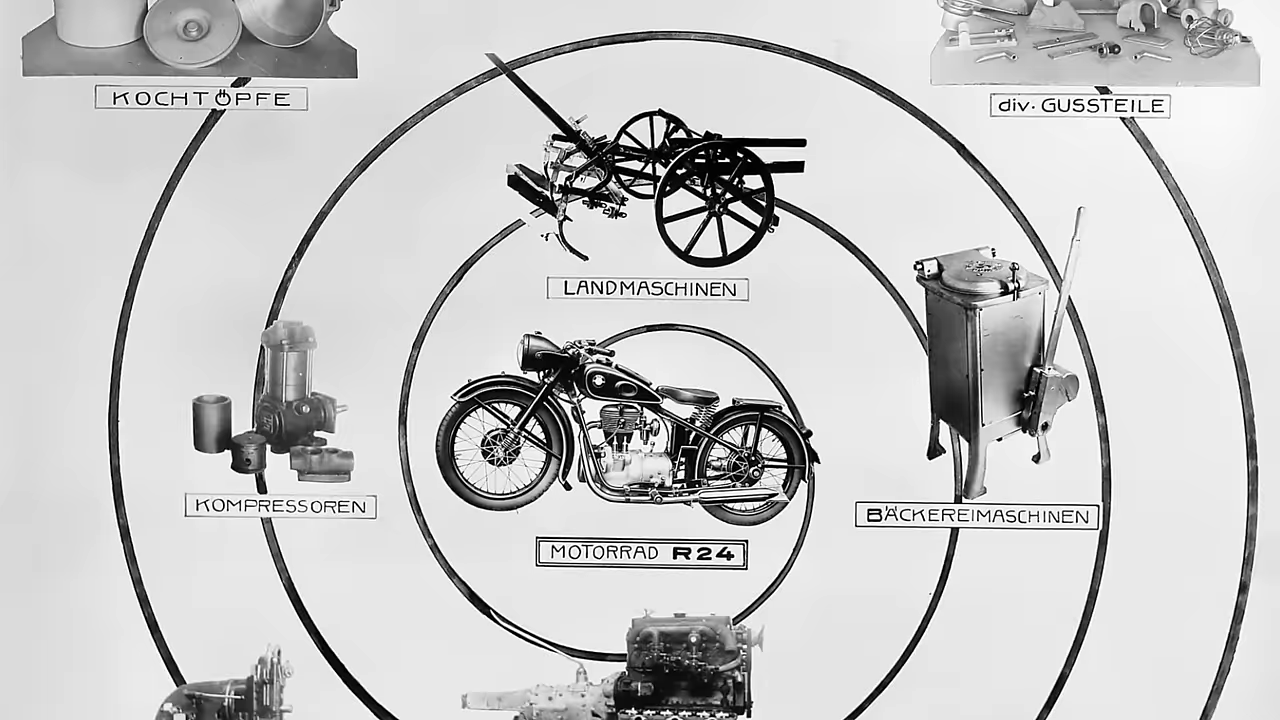 KOCHTÖPFE
div. GUSSTEILE
LANDMASCHINEN
KOMPRESSOREN
BÄCKEREIMASCHINEN
MOTORRAD R24